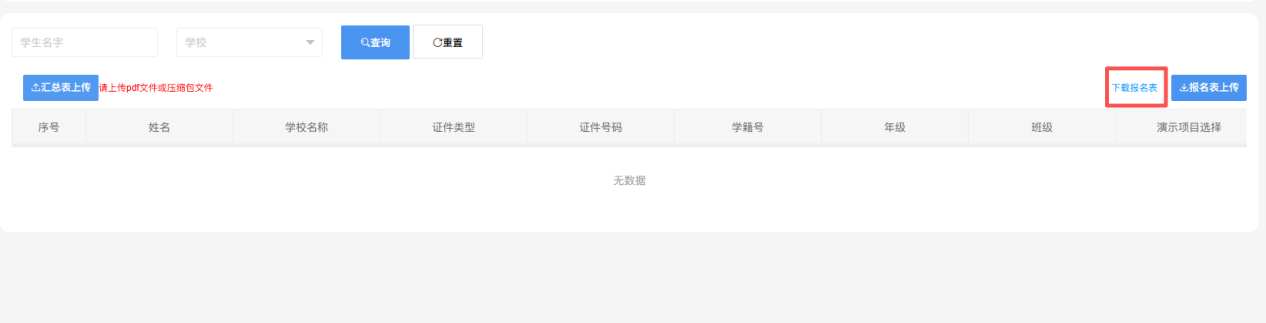 学生名字 学校 查询 重置
汇总表上传 请上传pdf文件或压缩包文件 下载报名表 报名表上传
序号 姓名 学校名称 证件类型 证件号码 学籍号 年级 班级 演示项目选择
无数据